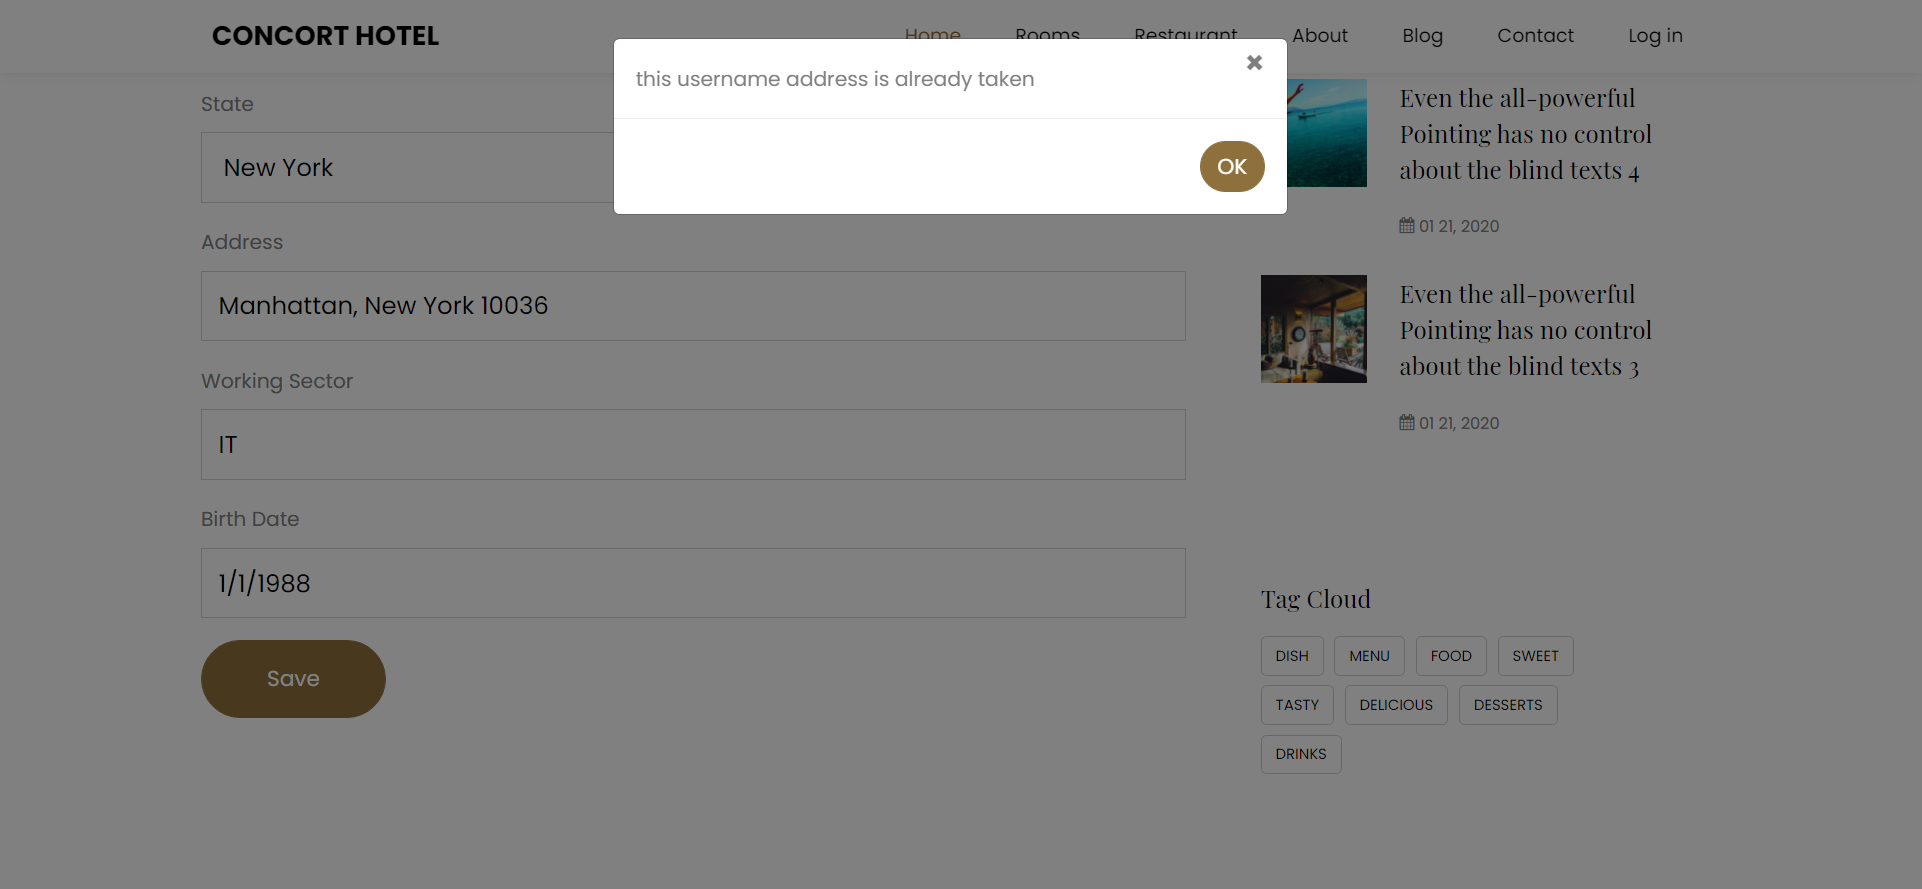 CONCORT HOTEL
Home Rooms Restaurant About Blog Contact Log in
this username address is already taken
✖
OK
State
New York
Address
Manhattan, New York 10036
Working Sector
IT
Birth Date
1/1/1988
Save
Even the all-powerful
Pointing has no control
about the blind texts 4
01 21, 2020
Even the all-powerful
Pointing has no control
about the blind texts 3
01 21, 2020
Tag Cloud
DISH MENU FOOD SWEET
TASTY DELICIOUS DESSERTS
DRINKS